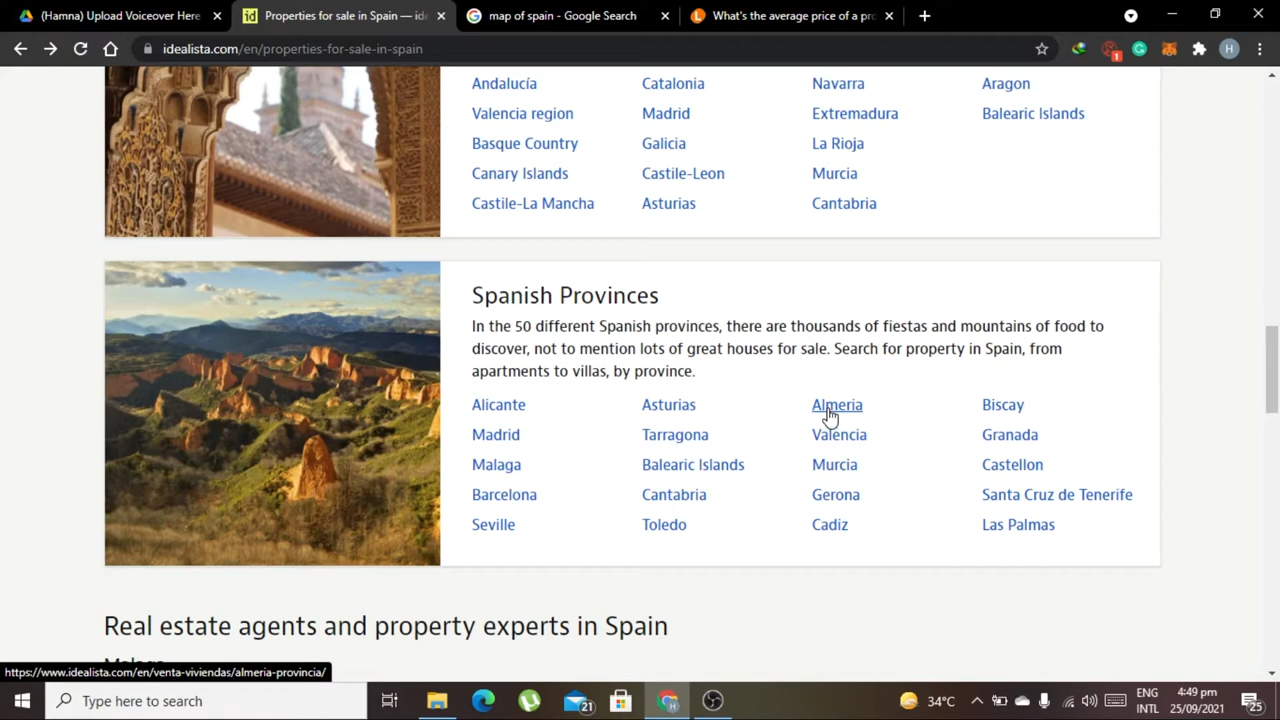 (Hamna) Upload Voiceover Here
Properties for sale in Spain — ide
map of spain - Google Search
What's the average price of a pro
idealista.com/en/properties-for-sale-in-spain
Andalucía Catalonia Navarra Aragon
Valencia region Madrid Extremadura Balearic Islands
Basque Country Galicia La Rioja
Canary Islands Castile-Leon Murcia
Castile-La Mancha Asturias Cantabria
Spanish Provinces
In the 50 different Spanish provinces, there are thousands of fiestas and mountains of food to
discover, not to mention lots of great houses for sale. Search for property in Spain, from
apartments to villas, by province.
Alicante Asturias Almeria Biscay
Madrid Tarragona Valencia Granada
Malaga Balearic Islands Murcia Castellon
Barcelona Cantabria Gerona Santa Cruz de Tenerife
Seville Toledo Cadiz Las Palmas
Real estate agents and property experts in Spain
Malaga
https://www.idealista.com/en/venta-viviendas/almeria-provincia/
Type here to search
21
34°C
ENG
INTL
4:49 pm
25/09/2021
25